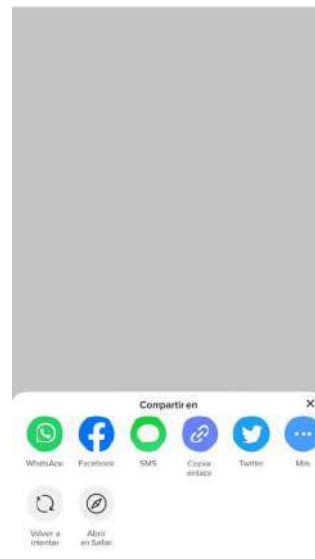 Compartir en
WhatsApp
Facebook
SMS
Copiar
enlace
Twitter
Más
Volver a
intentar
Abrir
en Safari